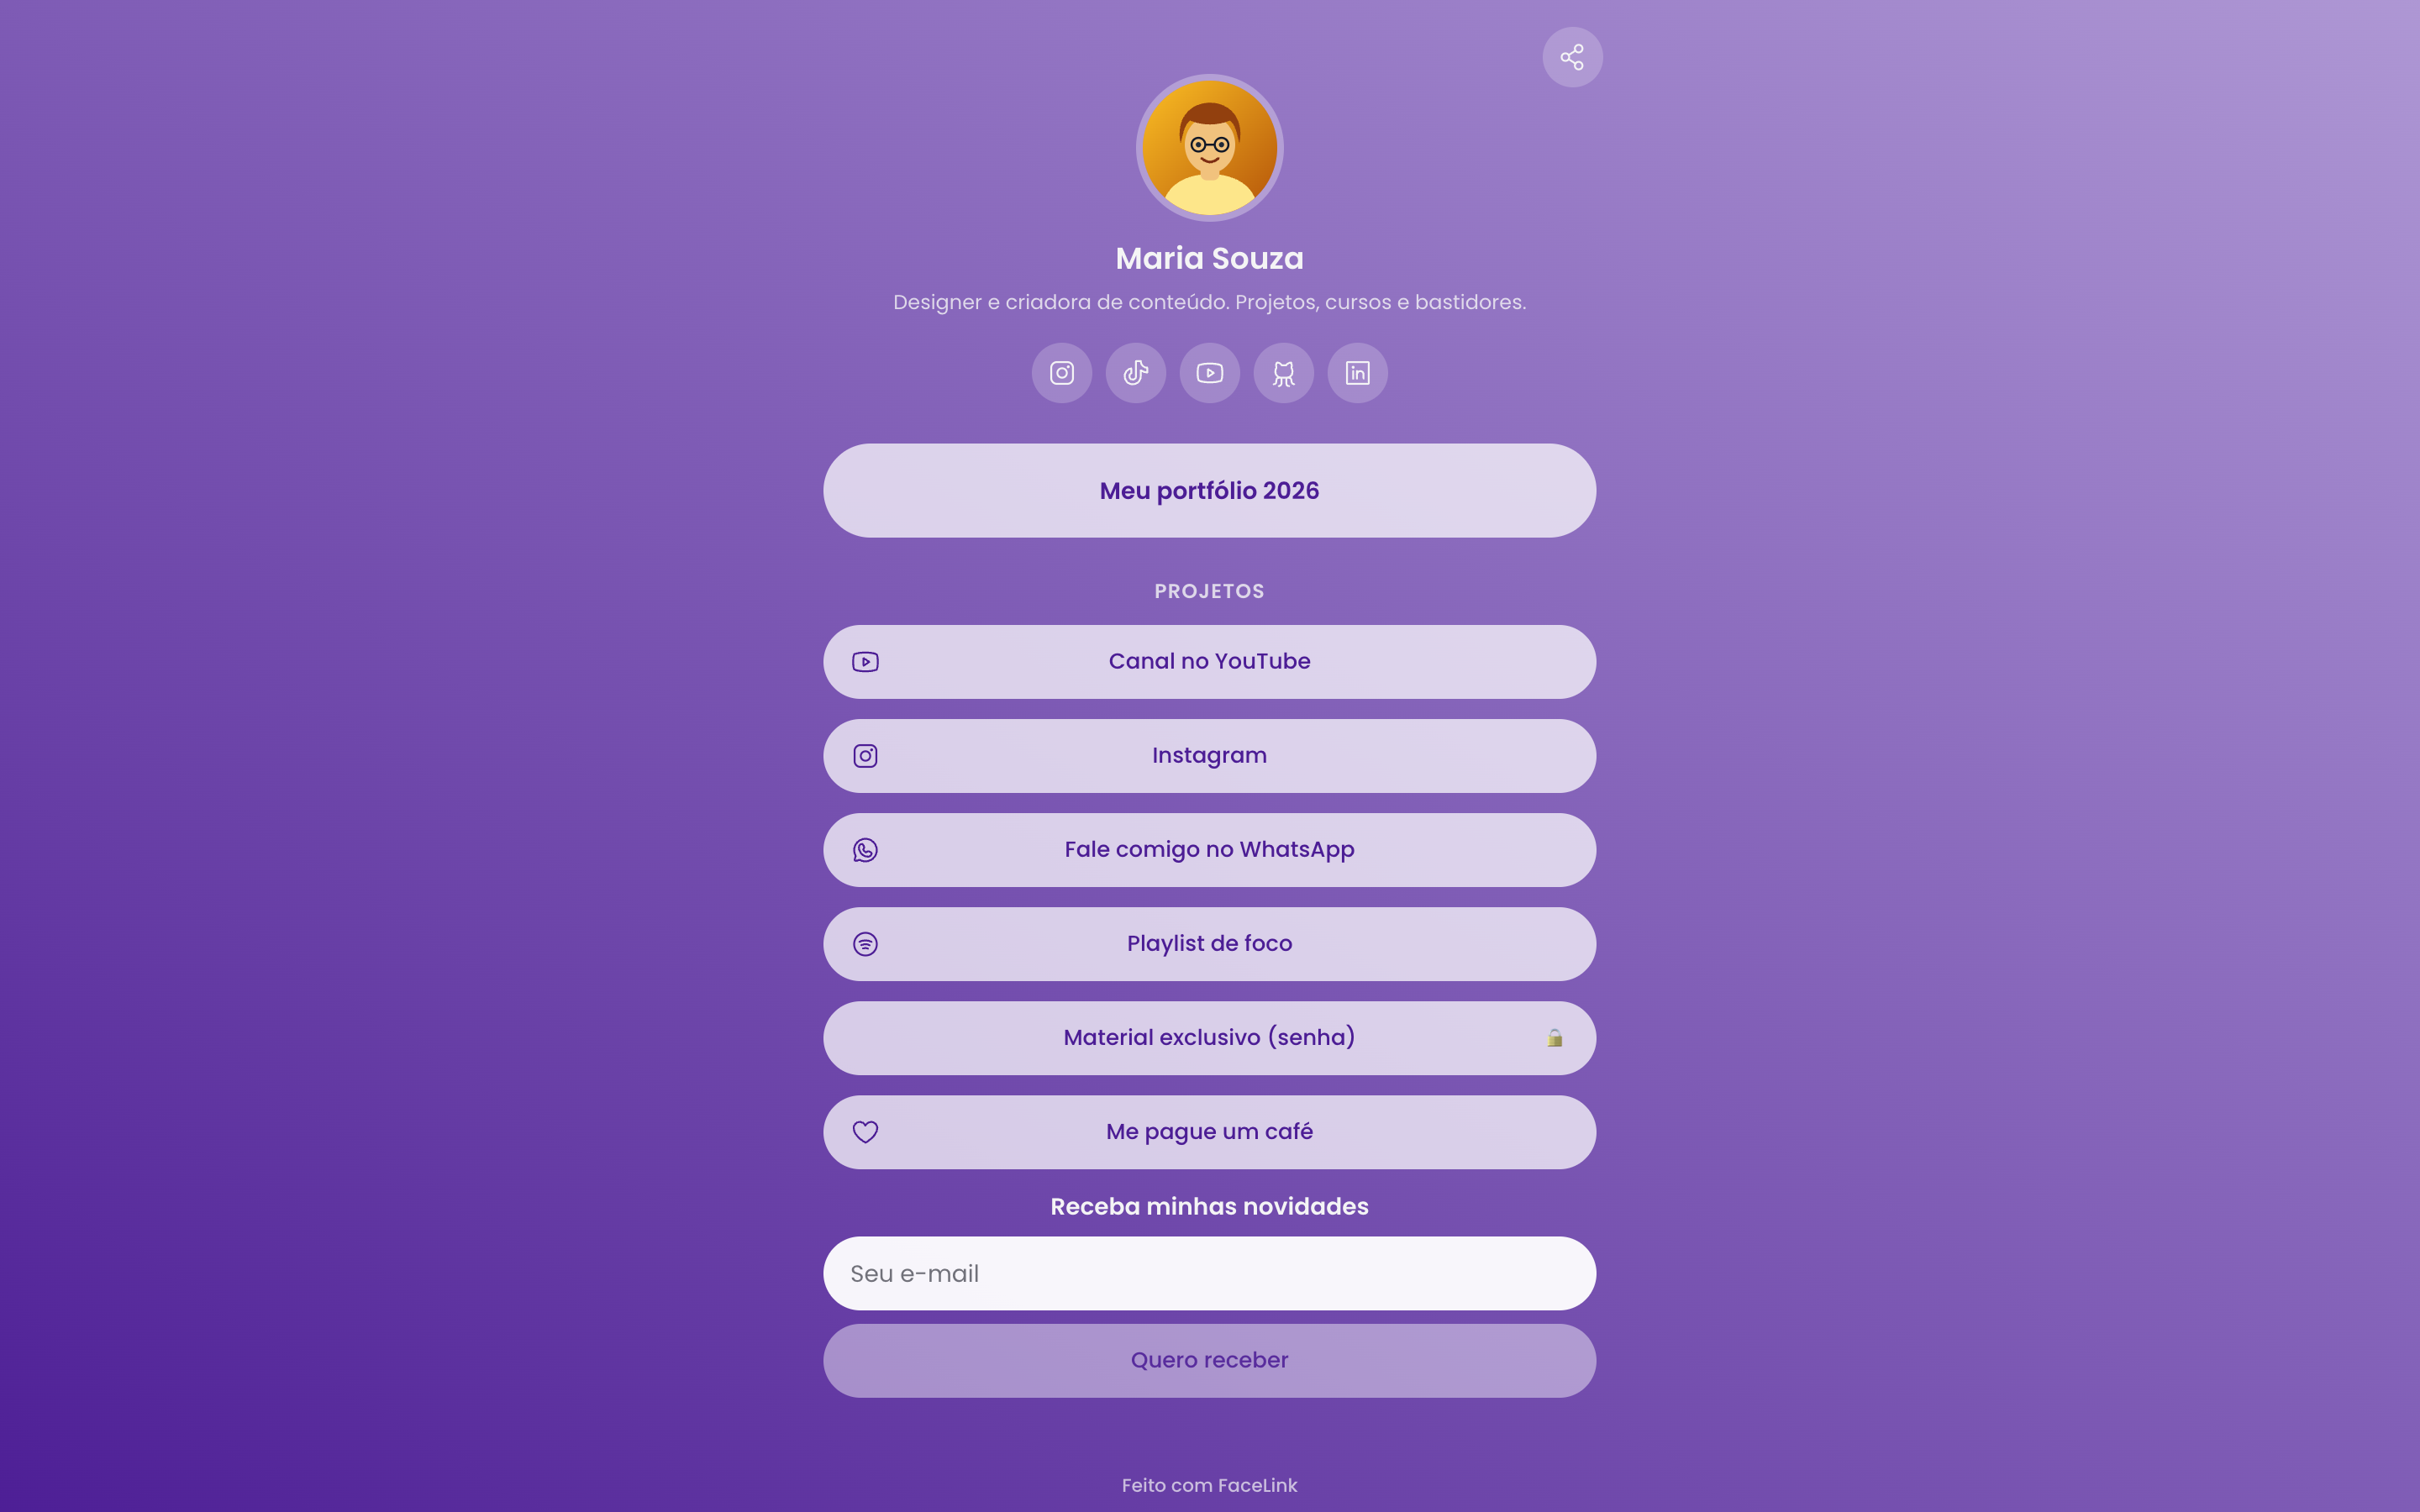 Maria Souza
Designer e criadora de conteúdo. Projetos, cursos e bastidores.
Meu portfólio 2026
PROJETOS
Canal no YouTube
Instagram
Fale comigo no WhatsApp
Playlist de foco
Material exclusivo (senha)
Me pague um café
Receba minhas novidades
Seu e-mail
Quero receber
Feito com FaceLink